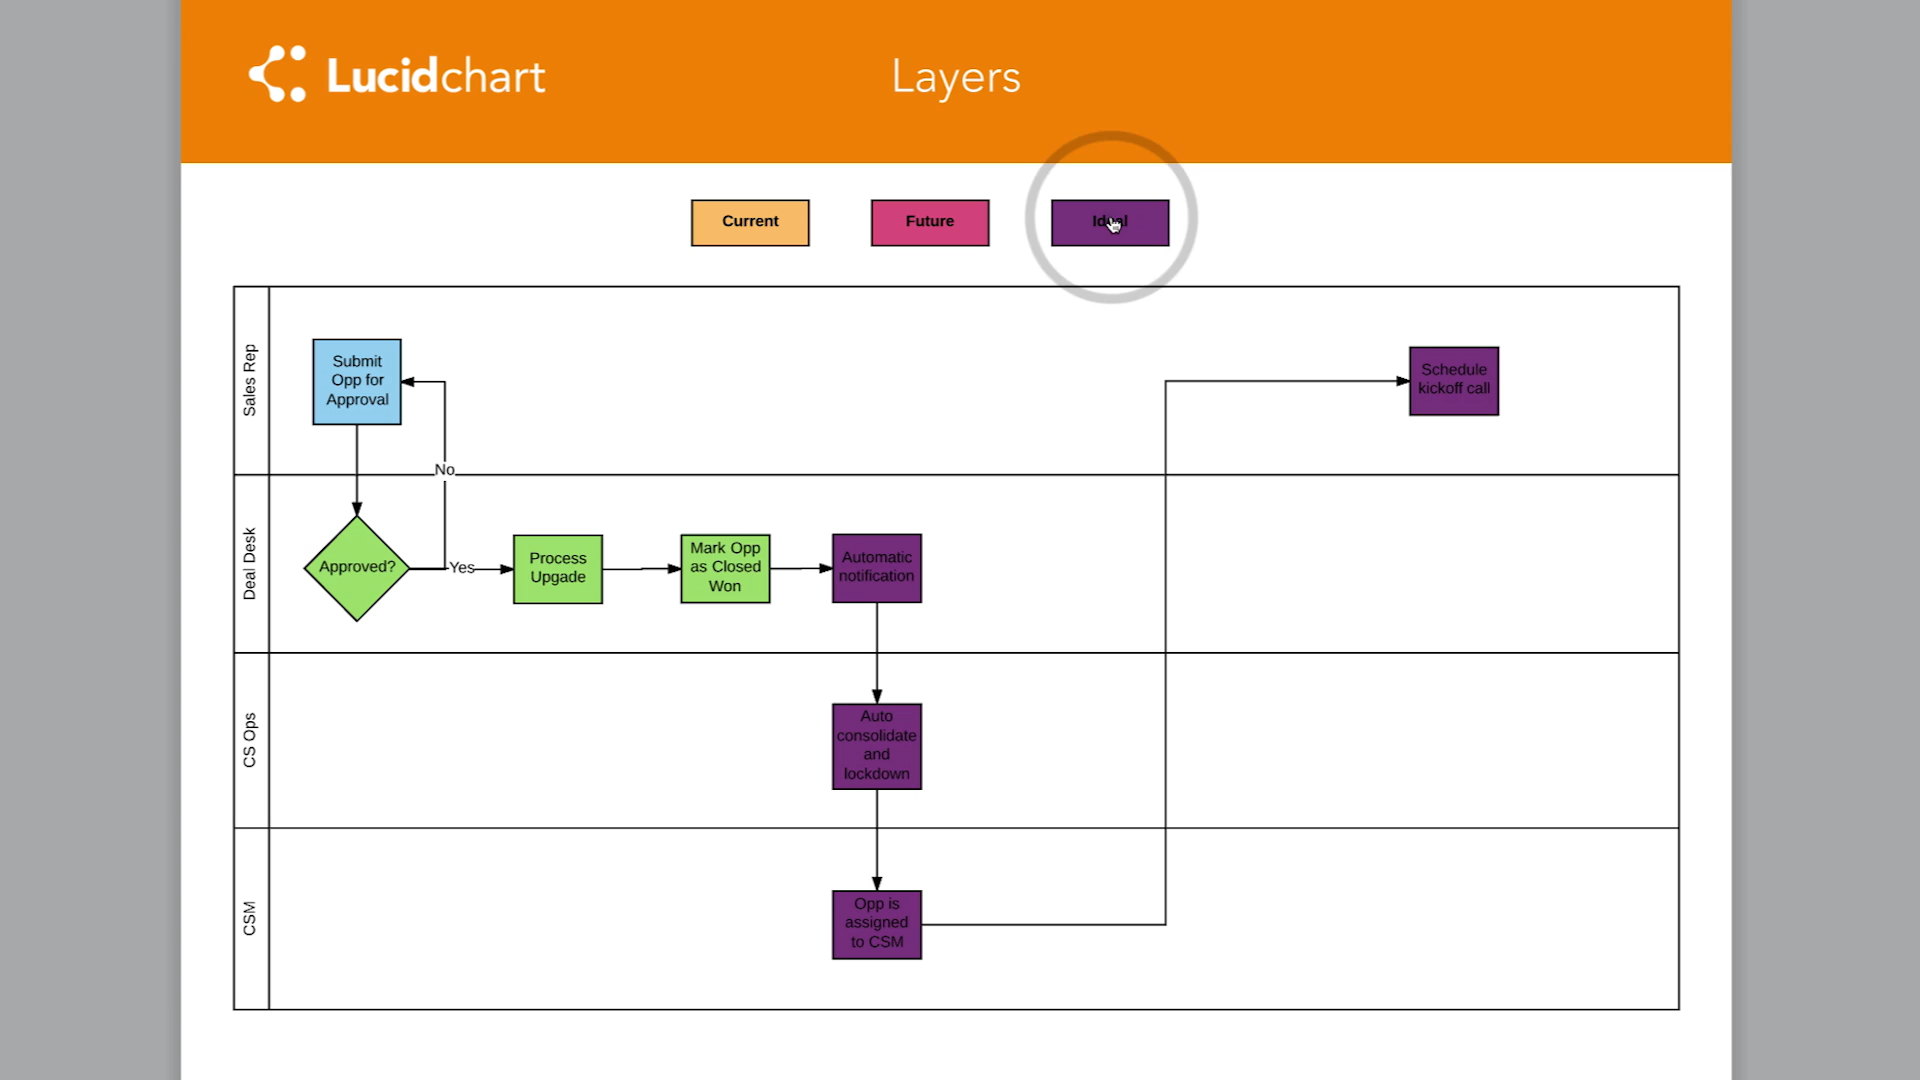 Lucidchart
Layers
Current
Future
Ideal
Sales Rep
Submit
Opp for
Approval
Schedule
kickoff call
No
Deal Desk
Approved?
Yes
Process
Upgade
Mark Opp
as Closed
Won
Automatic
notification
CS Ops
Auto
consolidate
and
lockdown
CSM
Opp is
assigned
to CSM